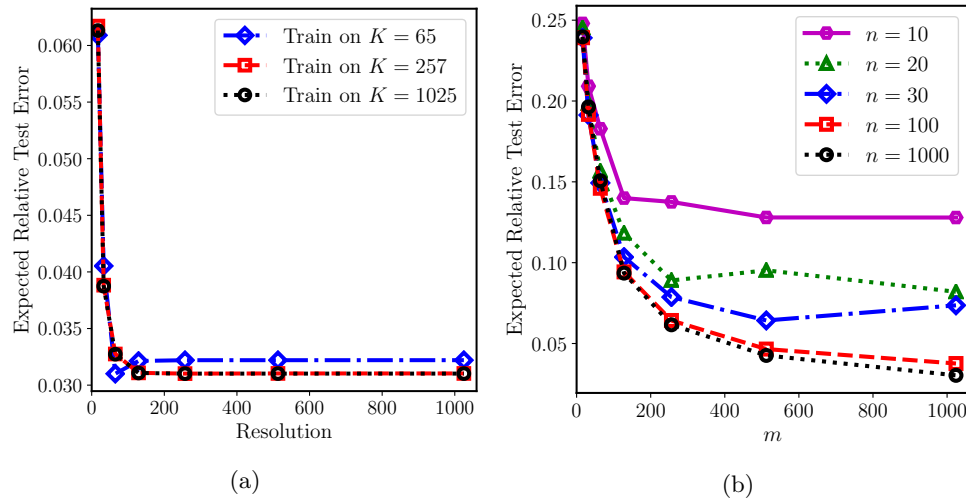 Expected Relative Test Error
0.060
0.055
0.050
0.045
0.040
0.035
0.030
0 200 400 600 800 1000
Resolution
Train on K = 65
Train on K = 257
Train on K = 1025
(a)
Expected Relative Test Error
0.25
0.20
0.15
0.10
0.05
0 200 400 600 800 1000
m
n = 10
n = 20
n = 30
n = 100
n = 1000
(b)